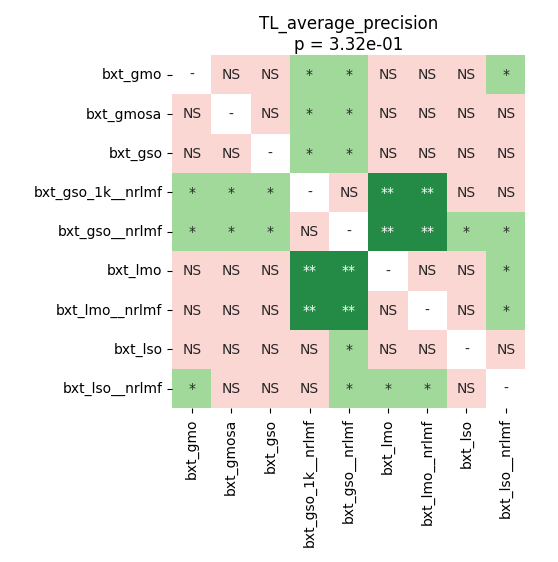 TL_average_precision
p = 3.32e-01
bxt_gmo - NS NS * * NS NS NS *
bxt_gmosa NS - NS * * NS NS NS NS
bxt_gso NS NS - * * NS NS NS NS
bxt_gso_1k__nrlmf * * * - NS ** ** NS NS
bxt_gso__nrlmf * * * NS - ** ** * *
bxt_lmo NS NS NS ** ** - NS NS *
bxt_lmo__nrlmf NS NS NS ** ** NS - NS *
bxt_lso NS NS NS NS * NS NS - NS
bxt_lso__nrlmf * NS NS NS * * * NS -
bxt_gmo
bxt_gmosa
bxt_gso
bxt_gso_1k__nrlmf
bxt_gso__nrlmf
bxt_lmo
bxt_lmo__nrlmf
bxt_lso
bxt_lso__nrlmf